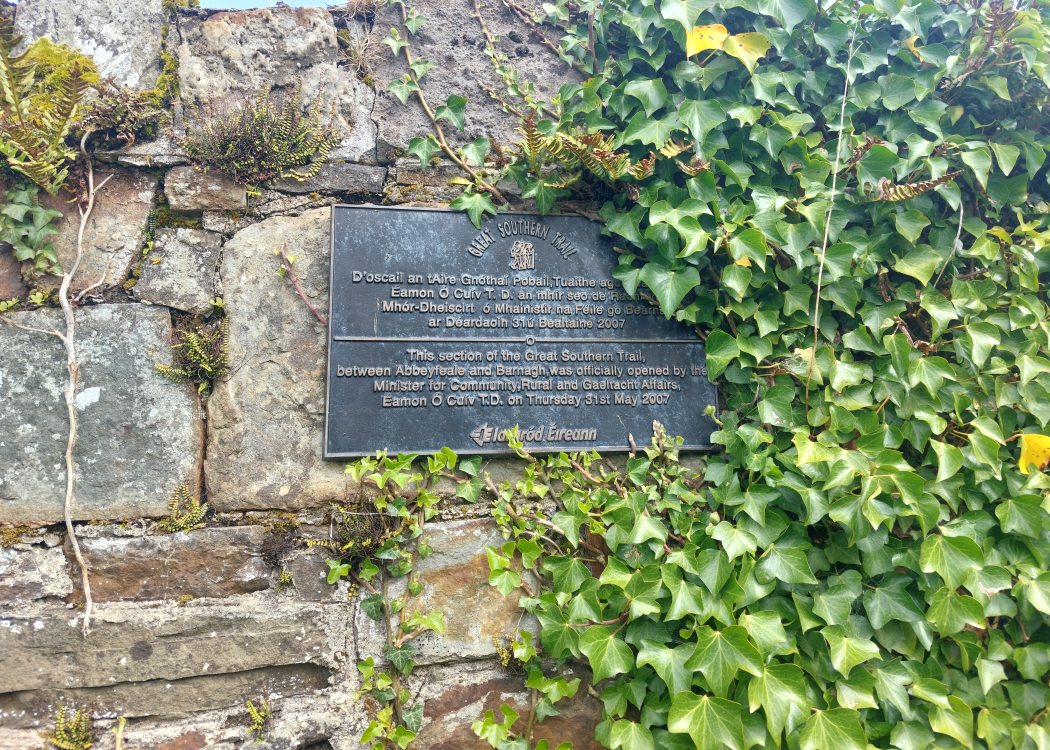 GREAT SOUTHERN TRAIL
D'oscail an tAire Gnóthaí Pobail, Tuaithe
Éamon Ó Cuív T. D. an mhír seo de
Mhór-Dheiscirt ó Mhainistir na Féile go
ar Déardaoin 31ú Bealtaine 2007
This section of the Great Southern Trail,
between Abbeyfeale and Barnagh, was officially opened by the
Minister for Community, Rural and Gaeltacht Affairs,
Éamon Ó Cuív T.D. on Thursday 31st May 2007
Éireann